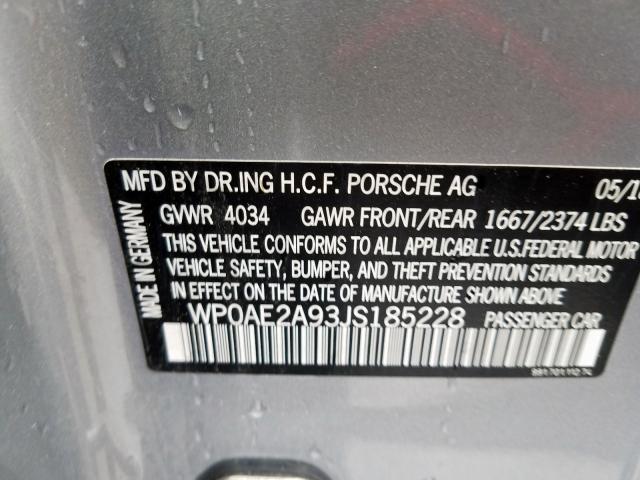 MFD BY DR.ING H.C.F. PORSCHE AG 05/18
GVWR 4034 GAWR FRONT/REAR 1667/2374 LBS
THIS VEHICLE CONFORMS TO ALL APPLICABLE U.S.FEDERAL MOTOR
VEHICLE SAFETY, BUMPER, AND THEFT PREVENTION STANDARDS
IN EFFECT ON THE DATE OF MANUFACTURE SHOWN ABOVE
WP0AE2A93JS185228 PASSENGER CAR
MADE IN GERMANY